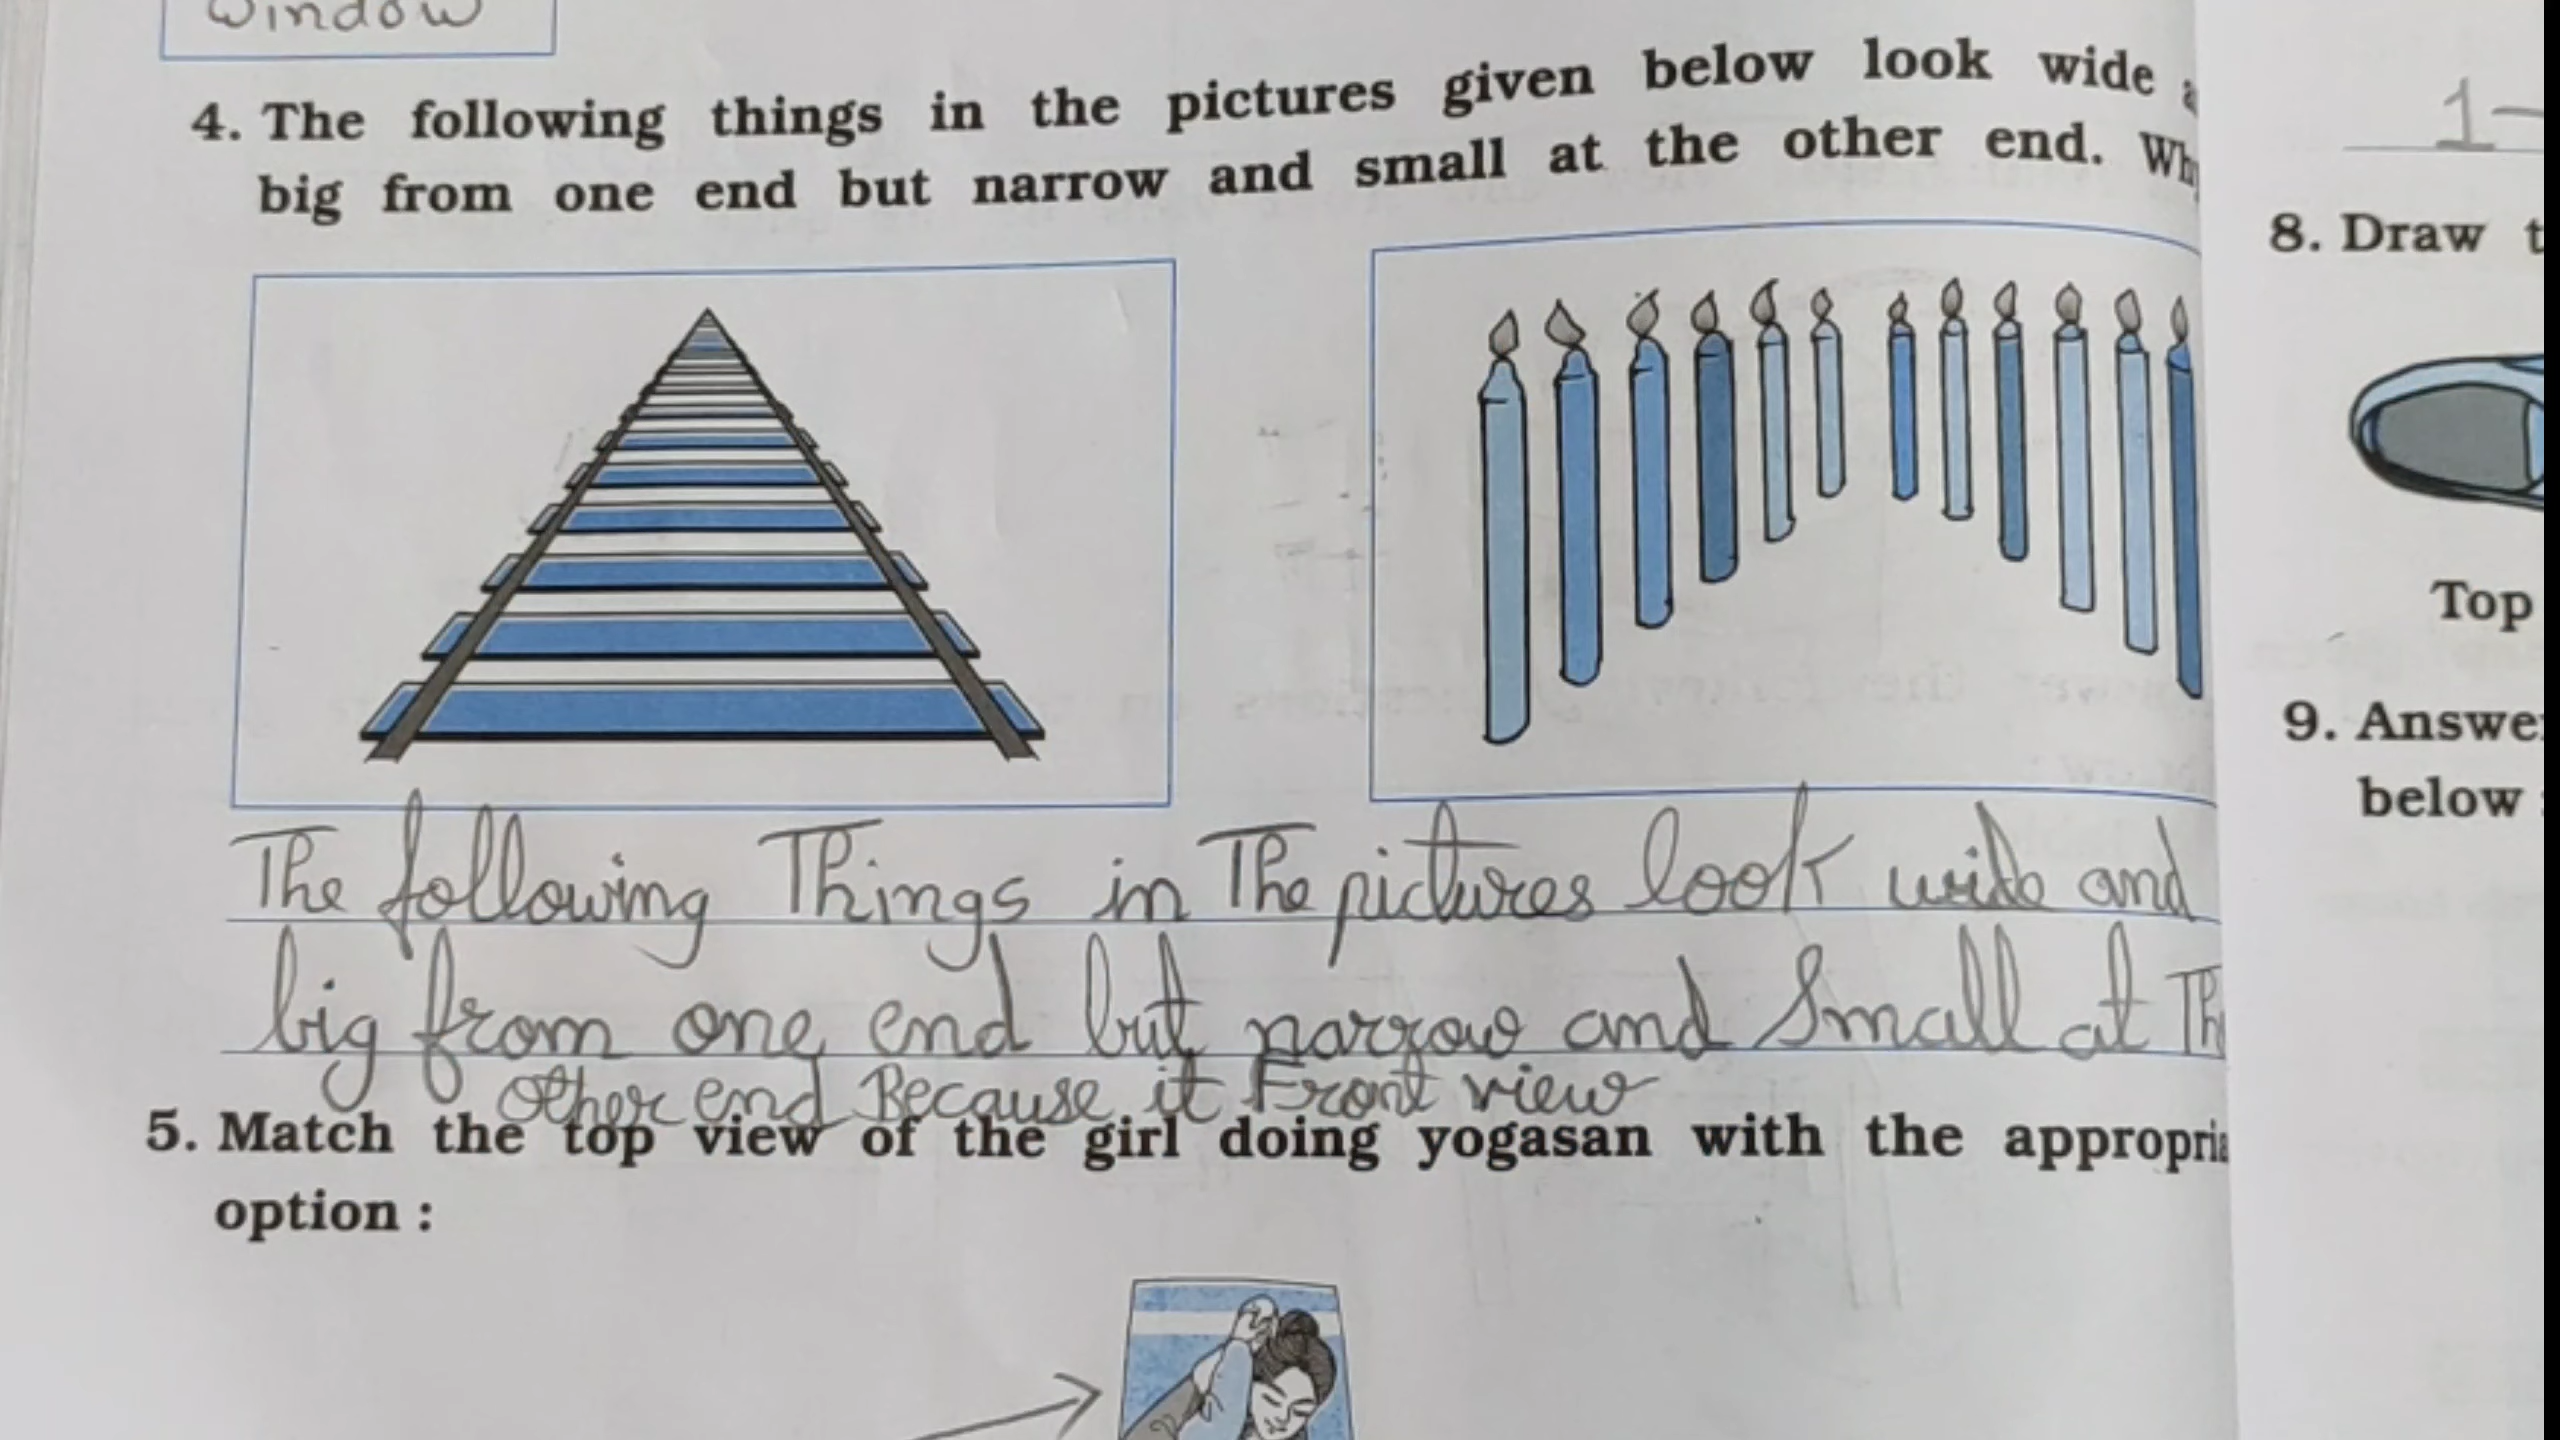 window
4. The following things in the pictures given below look wide
big from one end but narrow and small at the other end.
The following Things in The pictures look wide and
big from one end but narrow and Small at
other end Because it Front view
5. Match the top view of the girl doing yogasan with the
option :
1-
8. Draw
Top
9.
below